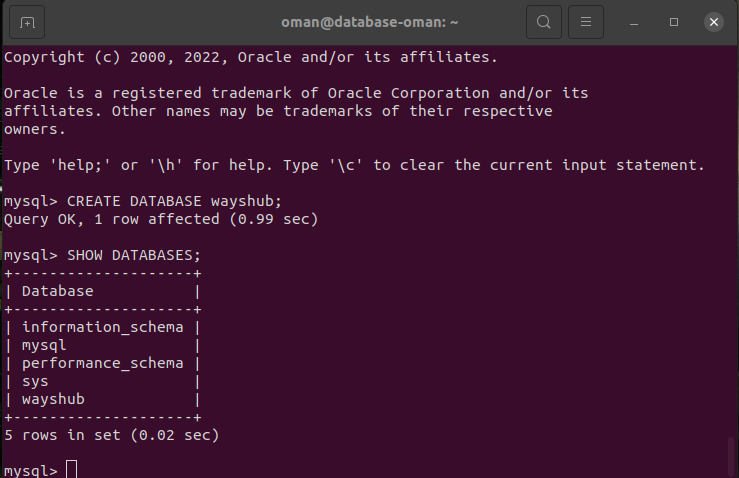 oman@database-oman: ~
Copyright (c) 2000, 2022, Oracle and/or its affiliates.
Oracle is a registered trademark of Oracle Corporation and/or its
affiliates. Other names may be trademarks of their respective
owners.
Type 'help;' or '\h' for help. Type '\c' to clear the current input statement.
mysql> CREATE DATABASE wayshub;
Query OK, 1 row affected (0.99 sec)
mysql> SHOW DATABASES;
+--------------------+
| Database           |
+--------------------+
| information_schema |
| mysql              |
| performance_schema |
| sys                |
| wayshub            |
+--------------------+
5 rows in set (0.02 sec)
mysql>